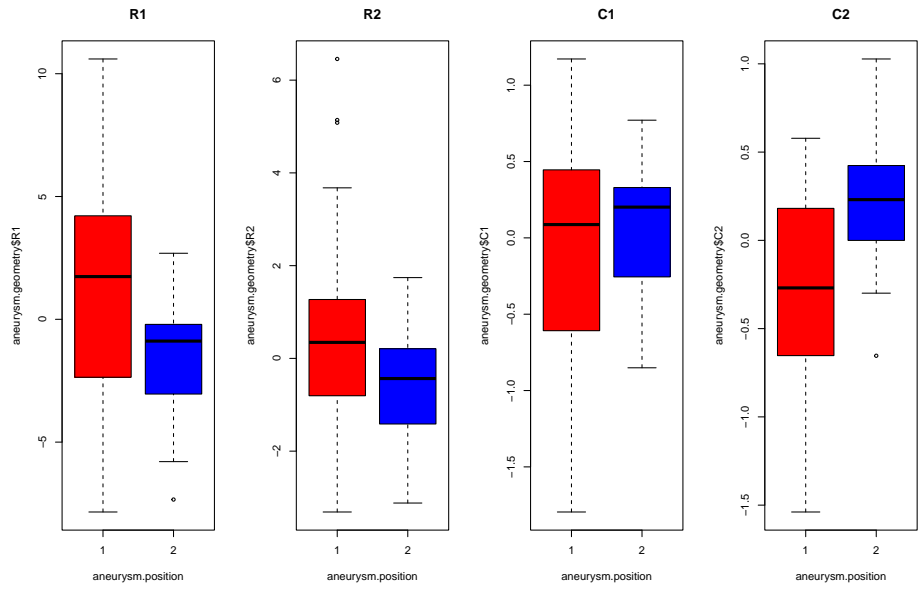 R1
aneurysm.geometry$R1
10
5
0
−5
1
2
aneurysm.position
R2
aneurysm.geometry$R2
6
4
2
0
−2
1
2
aneurysm.position
C1
aneurysm.geometry$C1
1.0
0.5
0.0
−0.5
−1.0
−1.5
1
2
aneurysm.position
C2
aneurysm.geometry$C2
1.0
0.5
0.0
−0.5
−1.0
−1.5
1
2
aneurysm.position